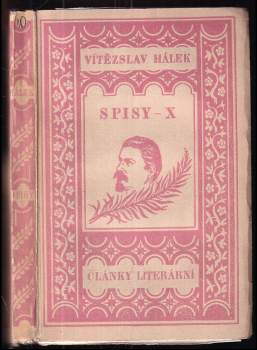 VÍTĚZSLAV HÁLEK
SPISY – X
ČLÁNKY LITERÁRNÍ